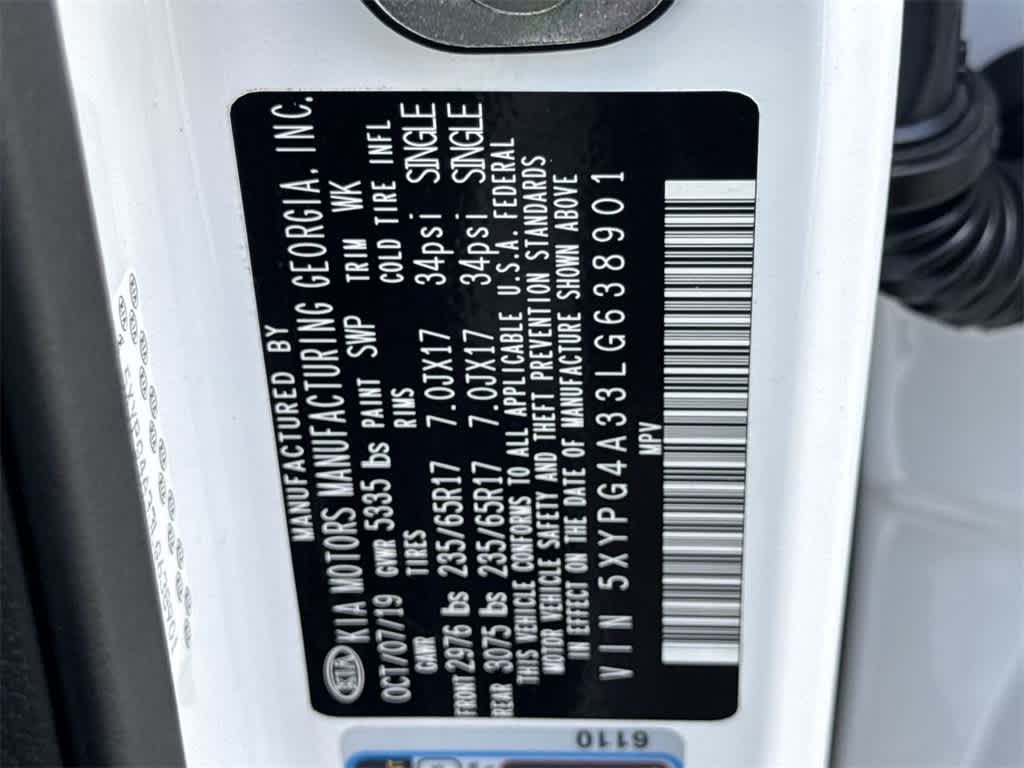 MANUFACTURED BY
KIA KIA MOTORS MANUFACTURING GEORGIA, INC.
OCT/07/19 GVWR 5335 lbs PAINT SWP TRIM WK
GAWR TIRES RINS COLD TIRE INFL
FRONT 2976 lbs 235/65R17 7.0JX17 34psi SINGLE
REAR 3075 lbs 235/65R17 7.0JX17 34psi SINGLE
THIS VEHICLE CONFORMS TO ALL APPLICABLE U.S.A. FEDERAL
MOTOR VEHICLE SAFETY AND THEFT PREVENTION STANDARDS
IN EFFECT ON THE DATE OF MANUFACTURE SHOWN ABOVE
VIN 5XYPG4A33LG638901
MPV
6110